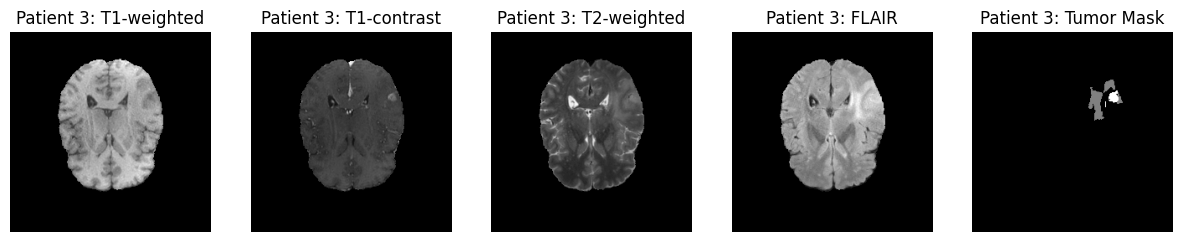 Patient 3: T1-weighted
Patient 3: T1-contrast
Patient 3: T2-weighted
Patient 3: FLAIR
Patient 3: Tumor Mask